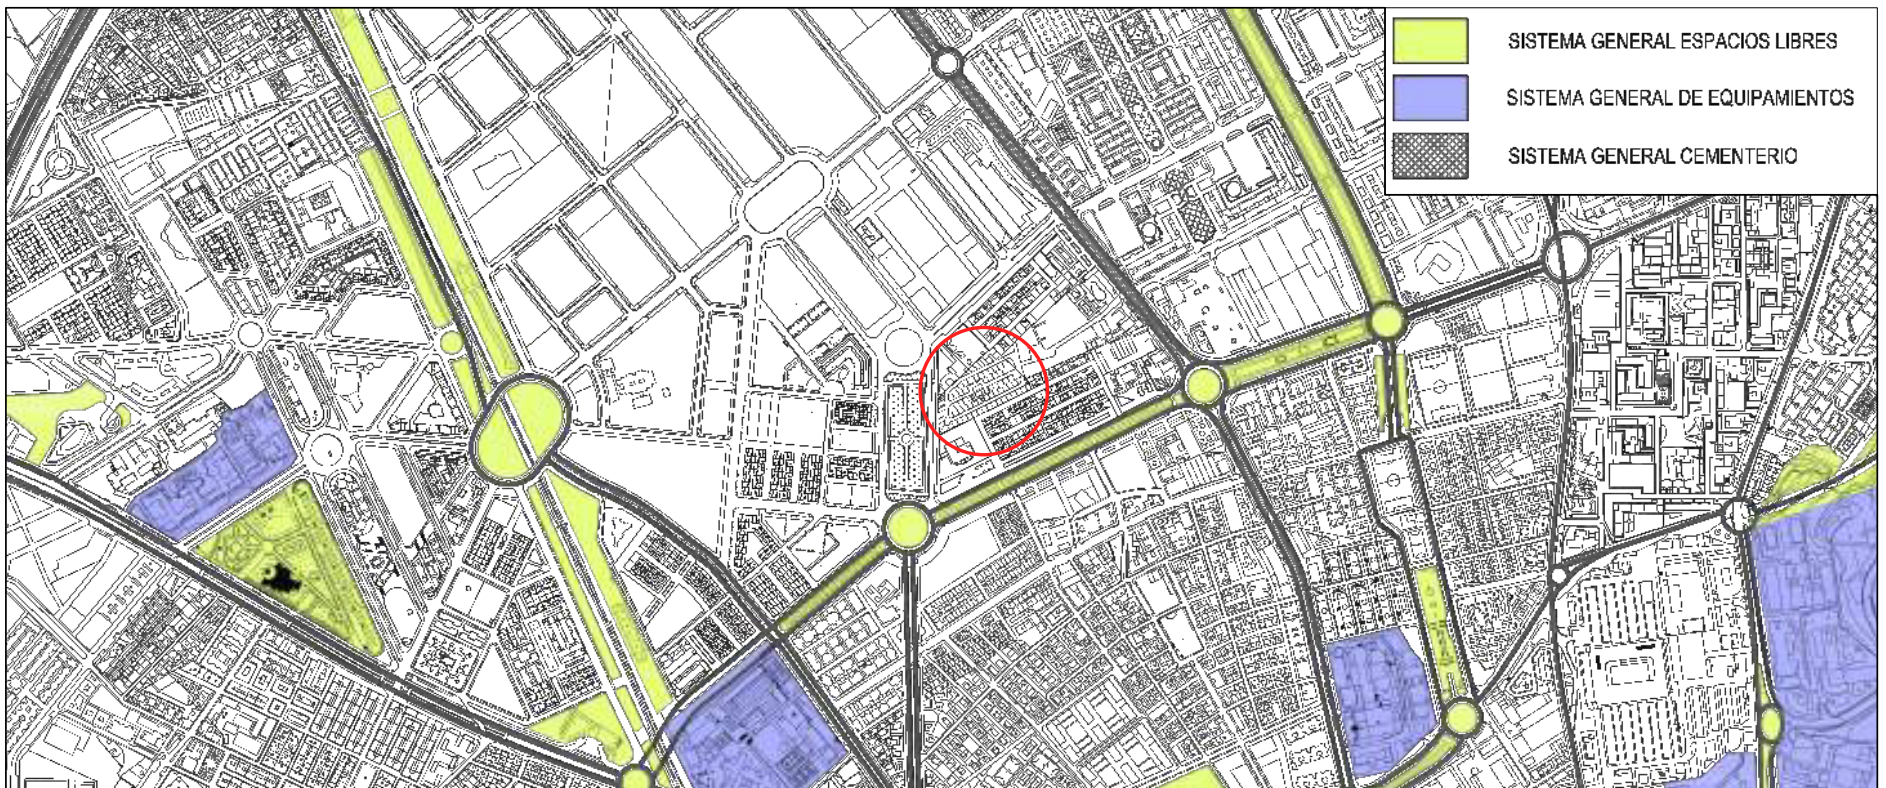 SISTEMA GENERAL ESPACIOS LIBRES
SISTEMA GENERAL DE EQUIPAMIENTOS
SISTEMA GENERAL CEMENTERIO